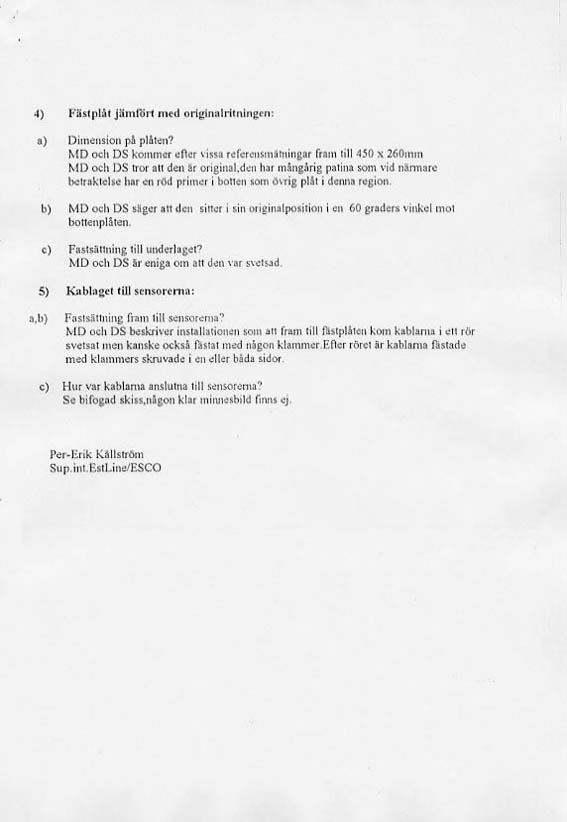 4) Fästplåt jämfört med originalritningen:
a) Dimension på plåten?
MD och DS kommer efter vissa referensmätningar fram till 450 x 260mm
MD och DS tror att den är original,den har mångårig patina som vid närmare
betraktelse har en röd primer i botten som övrig plåt i denna region.
b) MD och DS säger att den sitter i sin originalposition i en 60 graders vinkel mot
bottenplåten.
c) Fastsättning till underlaget?
MD och DS är eniga om att den var svetsad.
5) Kablaget till sensorerna:
a,b) Fastsättning fram till sensorerna?
MD och DS beskriver installationen som att fram till fästplåten kom kablarna i ett rör
svetsat men kanske också fästat med någon klammer.Efter röret är kablarna fästade
med klammers skruvade i en eller båda sidor.
c) Hur var kablarna anslutna till sensorerna?
Se bifogad skiss,någon klar minnesbild finns ej.
Per-Erik Källström
Sup.int.EstLine/ESCO